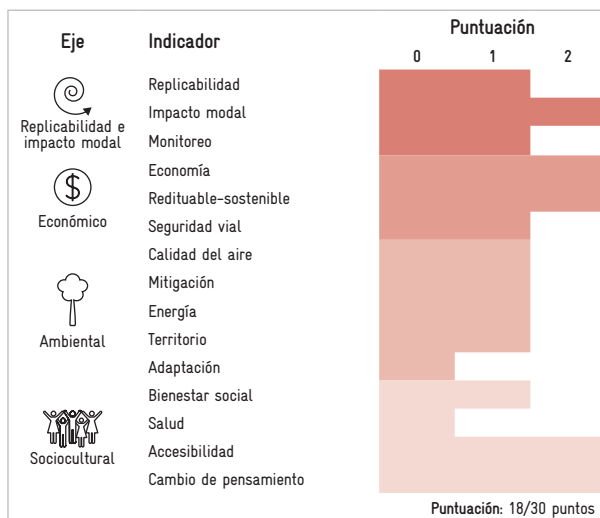 Eje
Indicador
Puntuación
0 1 2
Replicabilidad e
impacto modal
Replicabilidad
Impacto modal
Monitoreo
$
Económico
Economía
Redituable-sostenible
Seguridad vial
Ambiental
Calidad del aire
Mitigación
Energía
Territorio
Adaptación
Sociocultural
Bienestar social
Salud
Accesibilidad
Cambio de pensamiento
Puntuación: 18/30 puntos